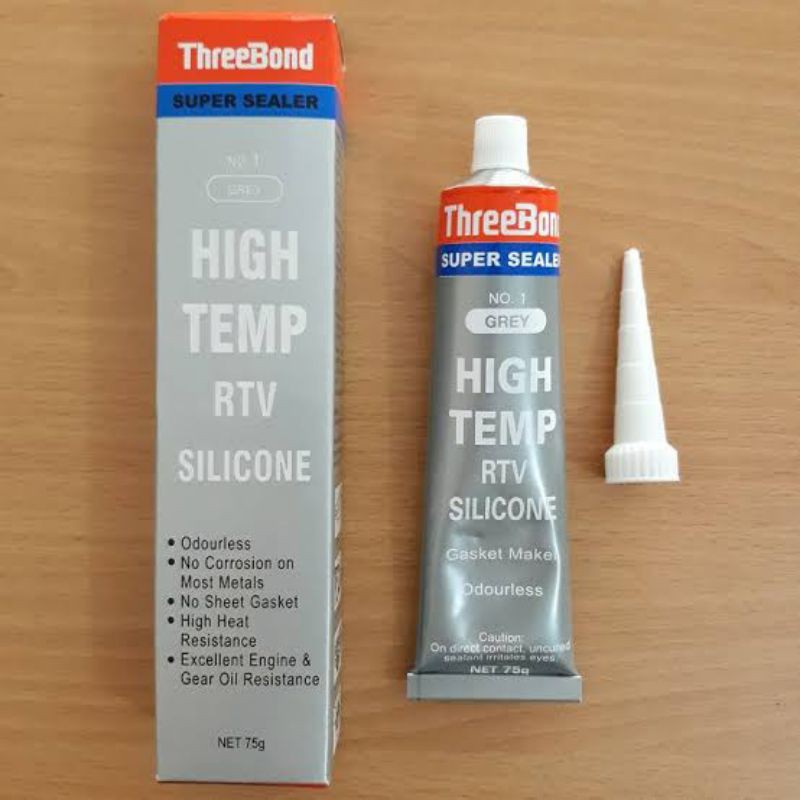 ThreeBond
SUPER SEALER
NO. 1
GREY
HIGH
TEMP
RTV
SILICONE
• Odourless
• No Corrosion on
Most Metals
• No Sheet Gasket
• High Heat
Resistance
• Excellent Engine &
Gear Oil Resistance
NET 75g
ThreeBond
SUPER SEALE
NO. 1
GREY
HIGH
TEMP
RTV
SILICONE
Gasket Maker
Odourless
Caution:
On direct contact, uncured
sealant irritates eyes.
NET 75g